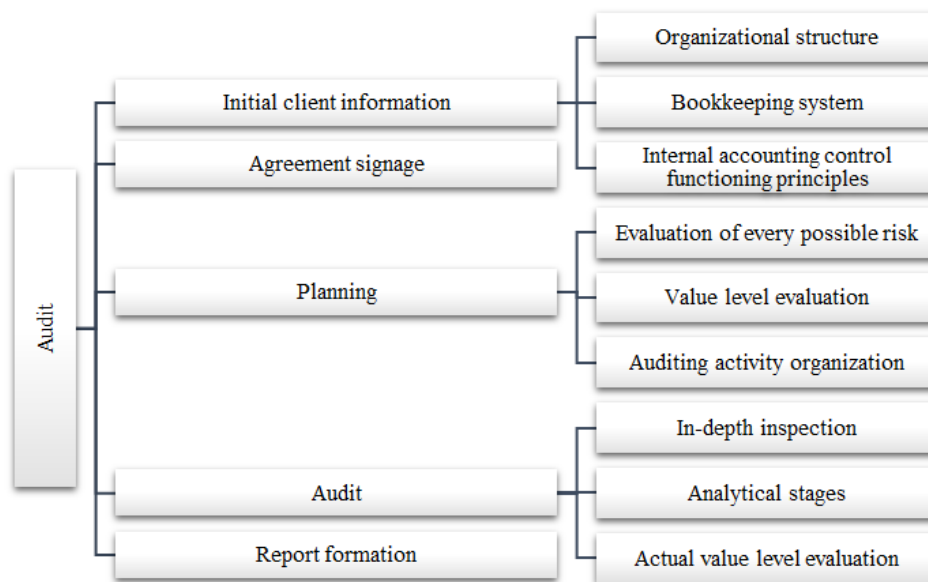 Audit
Initial client information
Organizational structure
Bookkeeping system
Internal accounting control
functioning principles
Agreement signage
Planning
Evaluation of every possible risk
Value level evaluation
Auditing activity organization
Audit
In-depth inspection
Analytical stages
Actual value level evaluation
Report formation